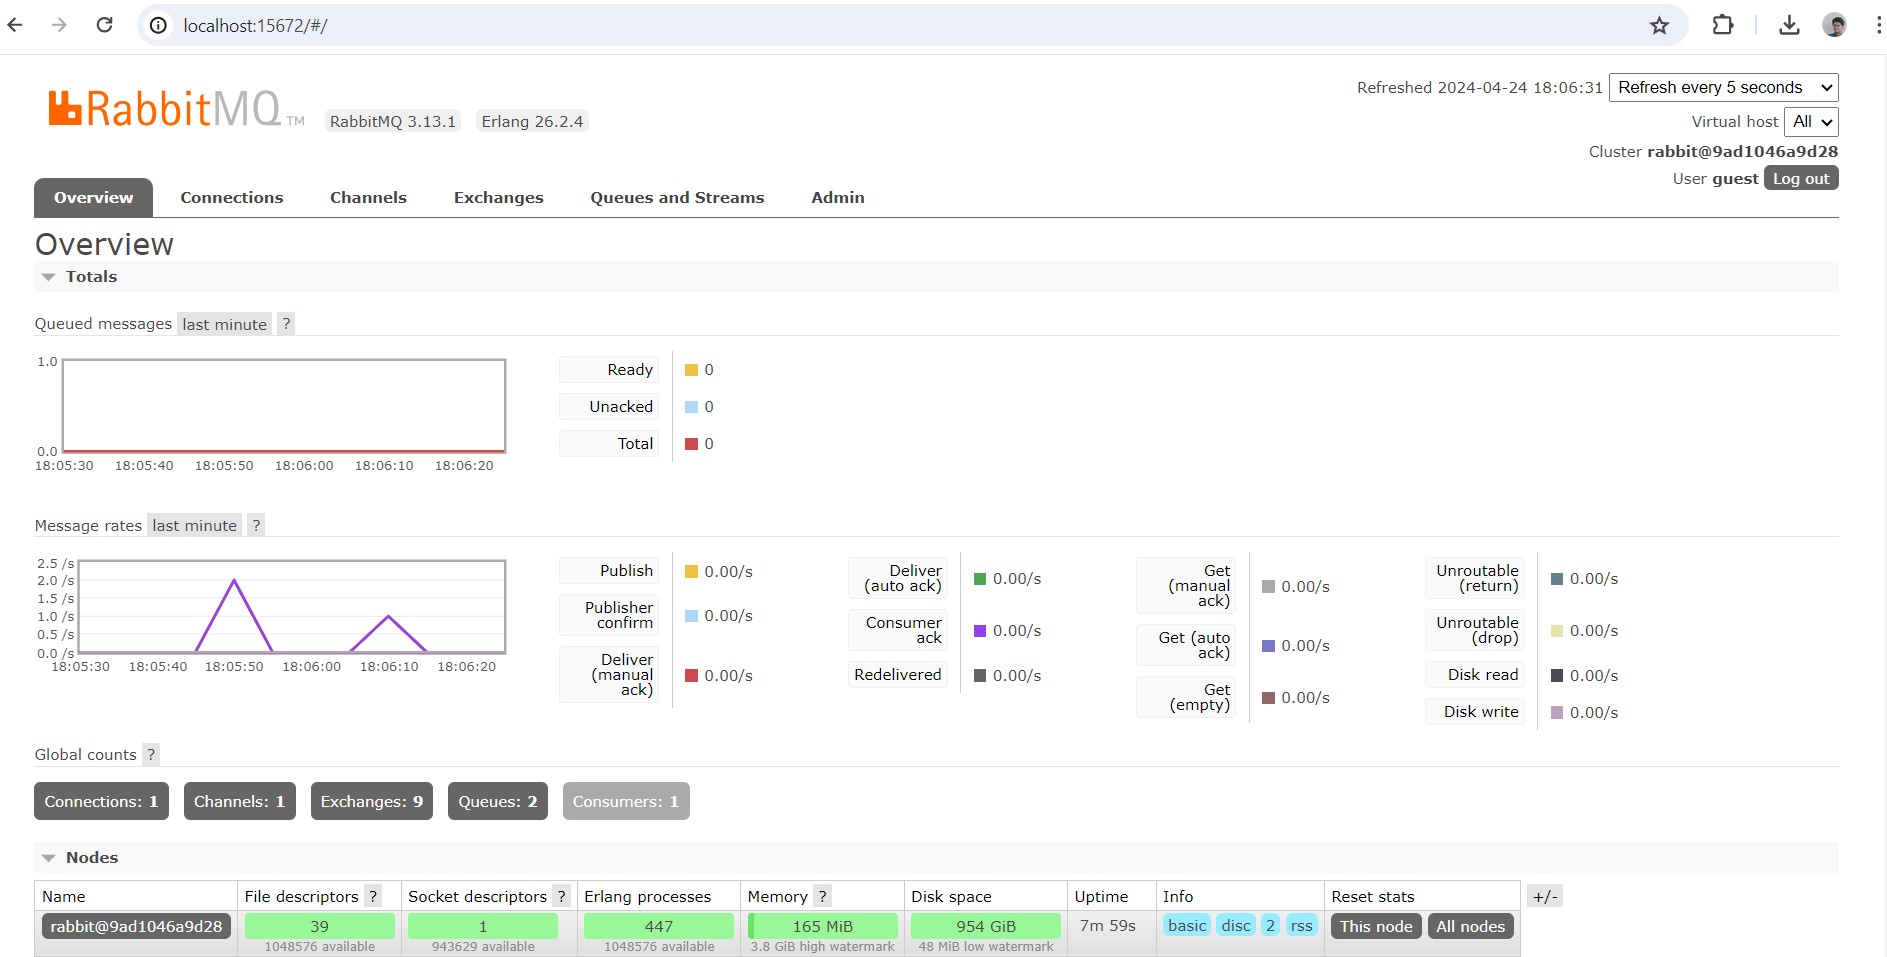 localhost:15672/#/
RabbitMQ TM RabbitMQ 3.13.1 Erlang 26.2.4
Refreshed 2024-04-24 18:06:31 Refresh every 5 seconds
Virtual host All
Cluster rabbit@9ad1046a9d28
User guest Log out
Overview Connections Channels Exchanges Queues and Streams Admin
Overview
Totals
Queued messages last minute ?
1.0
0.0
18:05:30 18:05:40 18:05:50 18:06:00 18:06:10 18:06:20
Ready 0
Unacked 0
Total 0
Message rates last minute ?
2.5 /s
2.0 /s
1.5 /s
1.0 /s
0.5 /s
0.0 /s
18:05:30 18:05:40 18:05:50 18:06:00 18:06:10 18:06:20
Publish 0.00/s
Publisher
confirm 0.00/s
Deliver
(manual
ack) 0.00/s
Deliver
(auto ack) 0.00/s
Consumer
ack 0.00/s
Redelivered 0.00/s
Get
(manual
ack) 0.00/s
Get (auto
ack) 0.00/s
Get
(empty) 0.00/s
Unroutable
(return) 0.00/s
Unroutable
(drop) 0.00/s
Disk read 0.00/s
Disk write 0.00/s
Global counts ?
Connections: 1 Channels: 1 Exchanges: 9 Queues: 2 Consumers: 1
Nodes
Name File descriptors ? Socket descriptors ? Erlang processes Memory ? Disk space Uptime Info Reset stats +/-
rabbit@9ad1046a9d28 39 1 447 165 MiB 954 GiB 7m 59s basic disc 2 rss This node All nodes
1048576 available 943629 available 1048576 available 3.8 GiB high watermark 48 MiB low watermark